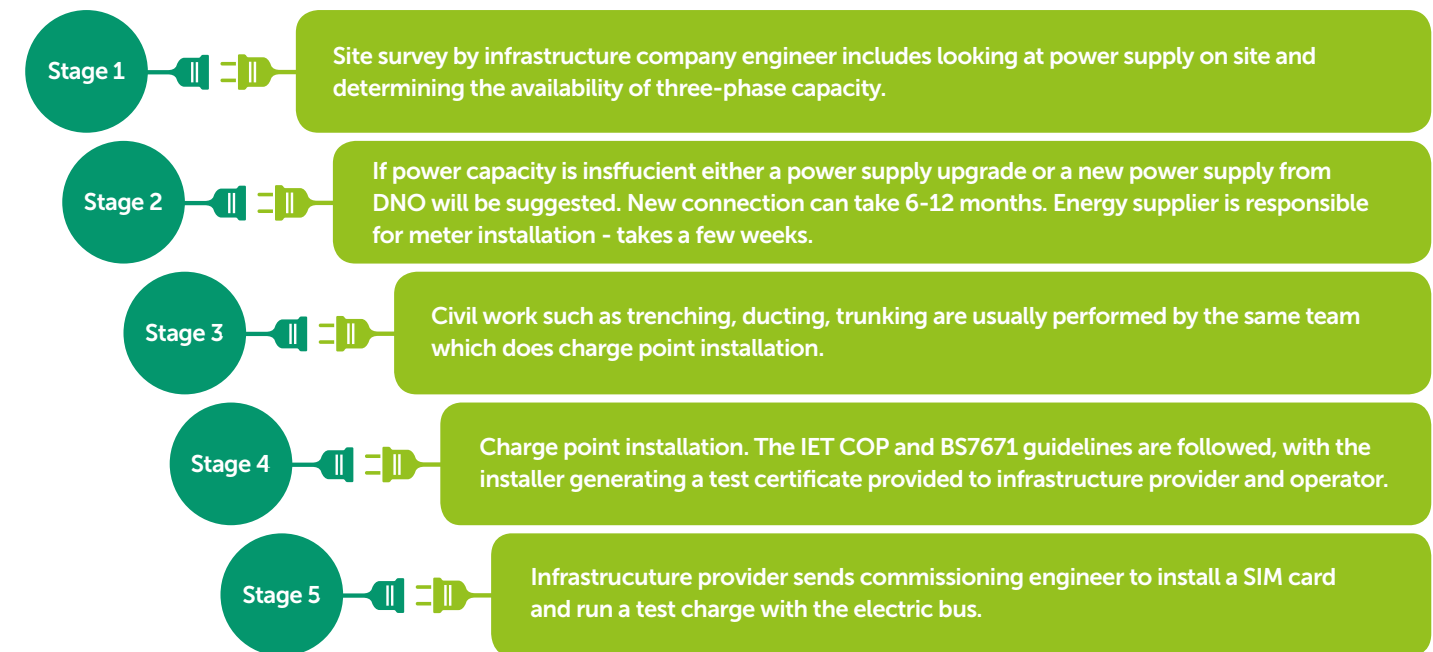 Stage 1
Site survey by infrastructure company engineer includes looking at power supply on site and
determining the availability of three-phase capacity.
Stage 2
If power capacity is insffucient either a power supply upgrade or a new power supply from
DNO will be suggested. New connection can take 6-12 months. Energy supplier is responsible
for meter installation - takes a few weeks.
Stage 3
Civil work such as trenching, ducting, trunking are usually performed by the same team
which does charge point installation.
Stage 4
Charge point installation. The IET COP and BS7671 guidelines are followed, with the
installer generating a test certificate provided to infrastructure provider and operator.
Stage 5
Infrastrucuture provider sends commissioning engineer to install a SIM card
and run a test charge with the electric bus.